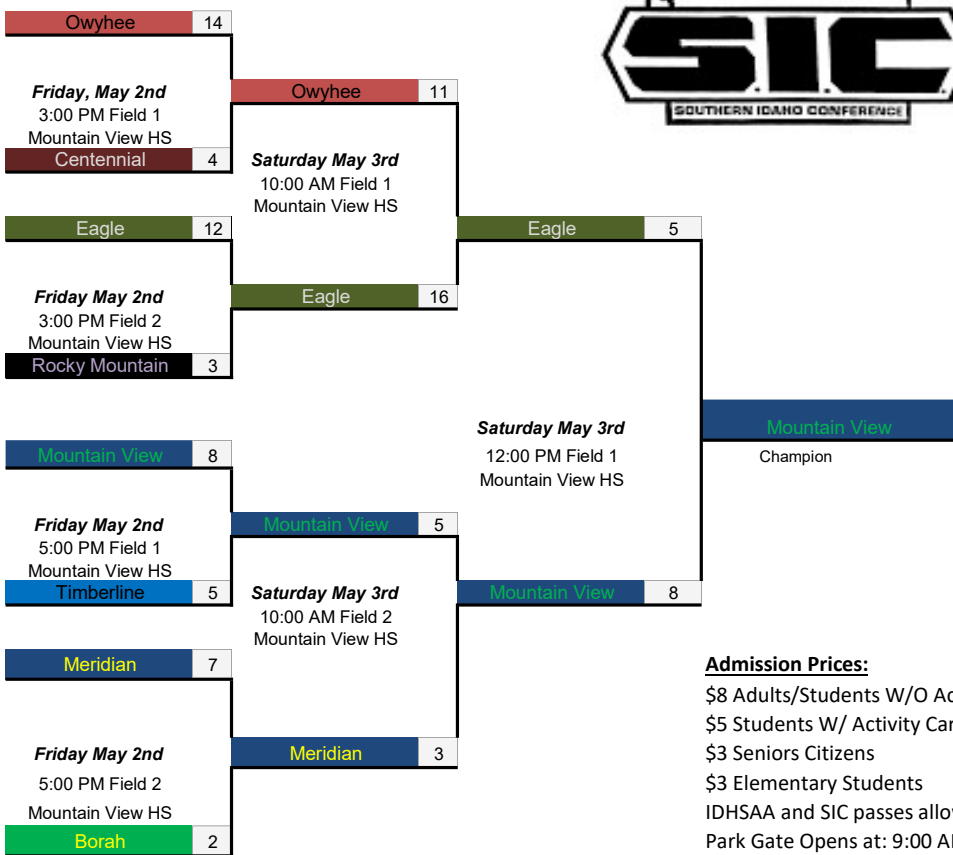 S.I.C.
SOUTHERN IDAHO CONFERENCE
Owyhee 14
Friday, May 2nd
3:00 PM Field 1
Mountain View HS
Centennial 4
Owyhee 11
Saturday May 3rd
10:00 AM Field 1
Mountain View HS
Eagle 12
Friday May 2nd
3:00 PM Field 2
Mountain View HS
Rocky Mountain 3
Eagle 16
Eagle 5
Saturday May 3rd
12:00 PM Field 1
Mountain View HS
Mountain View
Champion
Mountain View 8
Friday May 2nd
5:00 PM Field 1
Mountain View HS
Timberline 5
Mountain View 5
Saturday May 3rd
10:00 AM Field 2
Mountain View HS
Mountain View 8
Meridian 7
Friday May 2nd
5:00 PM Field 2
Mountain View HS
Borah 2
Meridian 3
Admission Prices:
$8 Adults/Students W/O
$5 Students W/ Activity
$3 Seniors Citizens
$3 Elementary Students
IDHSAA and SIC passes
Park Gate Opens at: 9:00